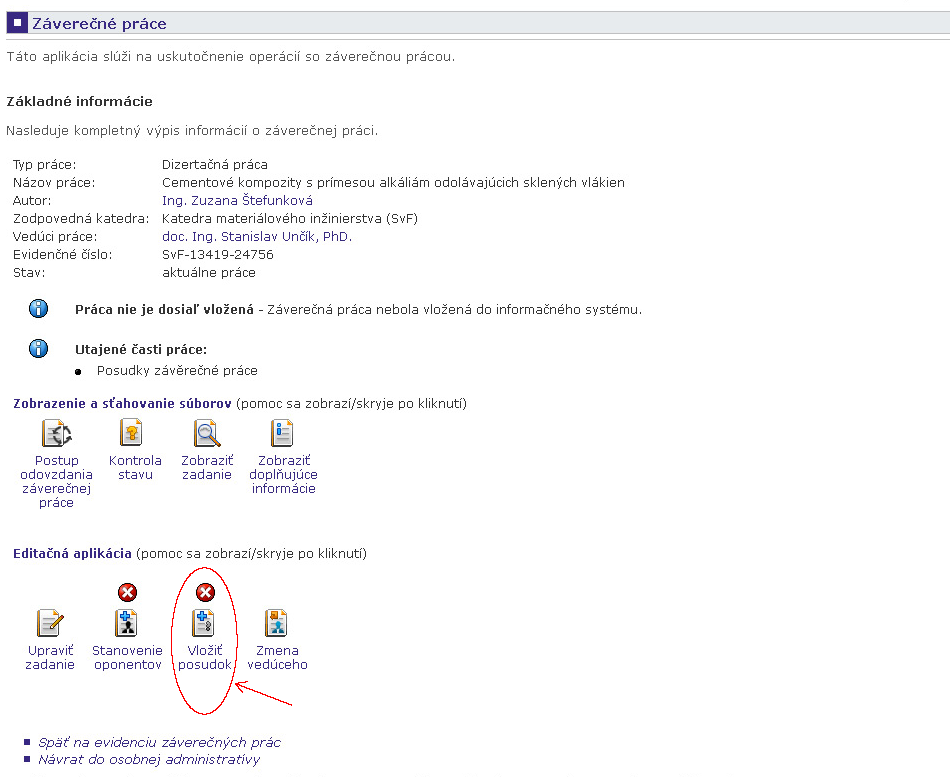 Záverečné práce
Táto aplikácia slúži na uskutočnenie operácií so záverečnou prácou.
Základné informácie
Nasleduje kompletný výpis informácií o záverečnej práci.
Typ práce: Dizertačná práca
Názov práce: Cementové kompozity s prímesou alkáliám odolávajúcich sklených vlákien
Autor: Ing. Zuzana Štefunková
Zodpovedná katedra: Katedra materiálového inžinierstva (SvF)
Vedúci práce: doc. Ing. Stanislav Unčík, PhD.
Evidenčné číslo: SvF-13419-24756
Stav: aktuálne práce
Práca nie je dosiaľ vložená - Záverečná práca nebola vložená do informačného systému.
Utajené časti práce:
Posudky závěrečné práce
Zobrazenie a sťahovanie súborov (pomoc sa zobrazí/skryje po kliknutí)
Postup
odovzdania
záverečnej
práce
Kontrola
stavu
Zobraziť
zadanie
Zobraziť
doplňujúce
informácie
Editačná aplikácia (pomoc sa zobrazí/skryje po kliknutí)
Upraviť
zadanie
Stanovenie
oponentov
Vložiť
posudok
Zmena
vedúceho
Späť na evidenciu záverečných prác
Návrat do osobnej administratívy